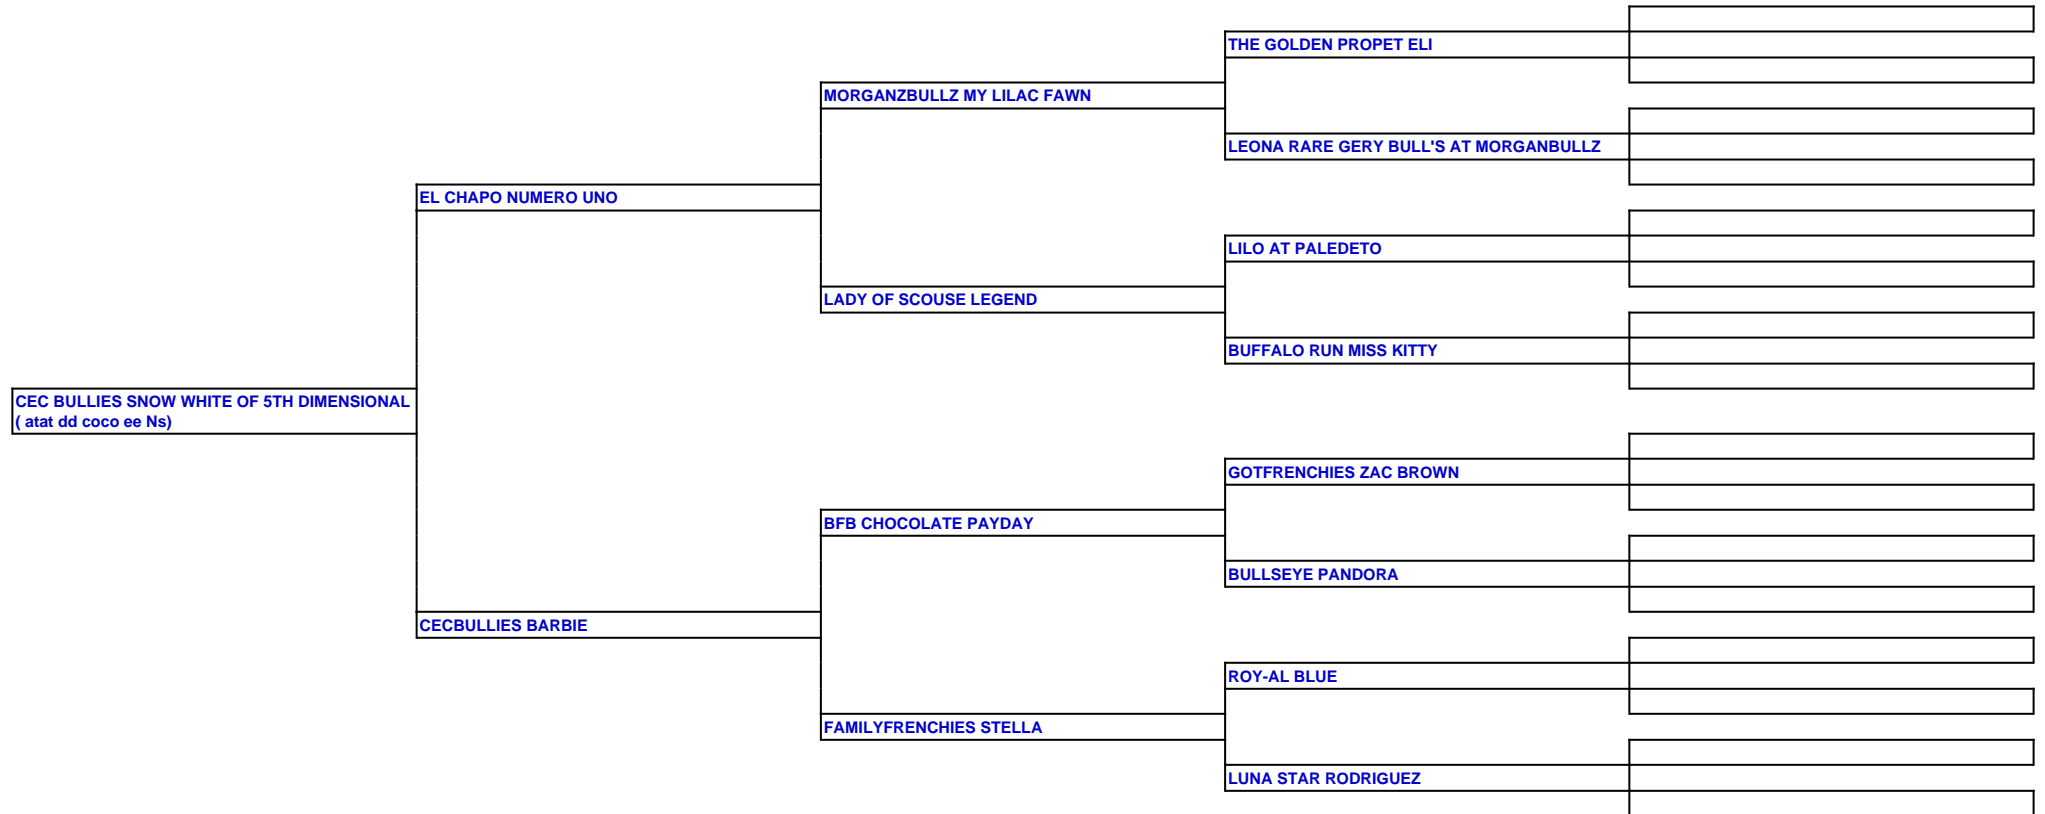 THE GOLDEN PROPET ELI
MORGANZBULLZ MY LILAC FAWN
LEONA RARE GERY BULL'S AT MORGANBULLZ
EL CHAPO NUMERO UNO
LILO AT PALEDETO
LADY OF SCOUSE LEGEND
BUFFALO RUN MISS KITTY
CEC BULLIES SNOW WHITE OF 5TH DIMENSIONAL
( atat dd coco ee Ns)
GOTFRENCHIES ZAC BROWN
BFB CHOCOLATE PAYDAY
BULLSEYE PANDORA
CECBULLIES BARBIE
ROY-AL BLUE
FAMILYFRENCHIES STELLA
LUNA STAR RODRIGUEZ